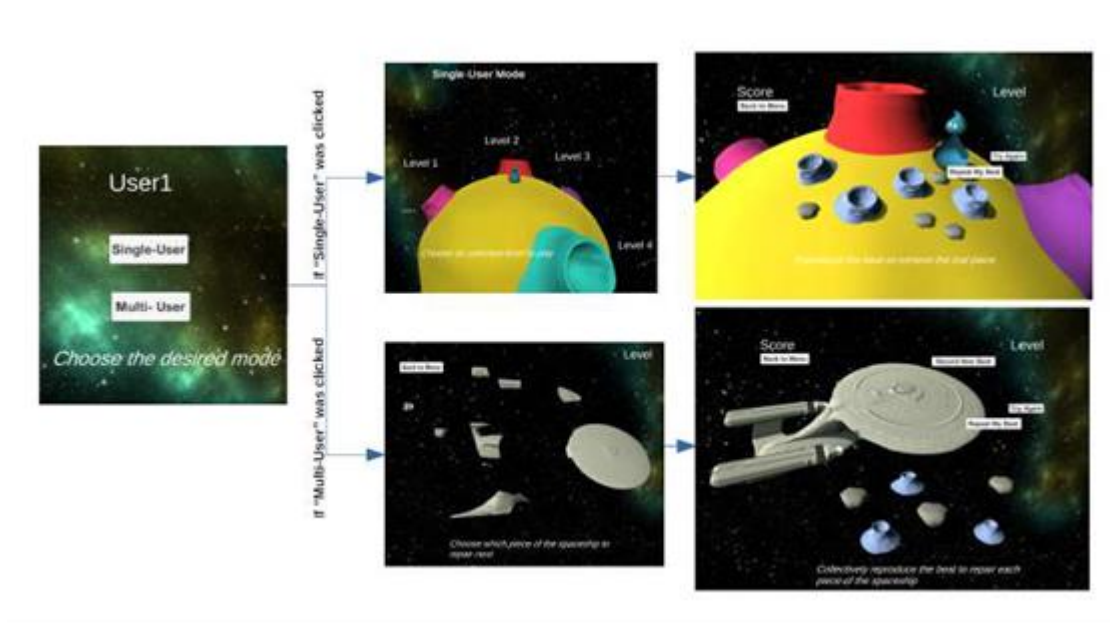 User1
Single-User
Multi- User
Choose the desired mode
If "Single-User" was clicked
If "Multi-User" was clicked
Single-User Mode
Level 1
Level 2
Level 3
Level 4
Score
Back to Menu
Level
Try Again
Repeat My Beat
Back to Menu
Level
Choose which piece of the spaceship to
repair next
Score
Back to Menu
Level
Record New Beat
Try Again
Repeat My Beat
Collectively reproduce the beat to repair each
piece of the spaceship